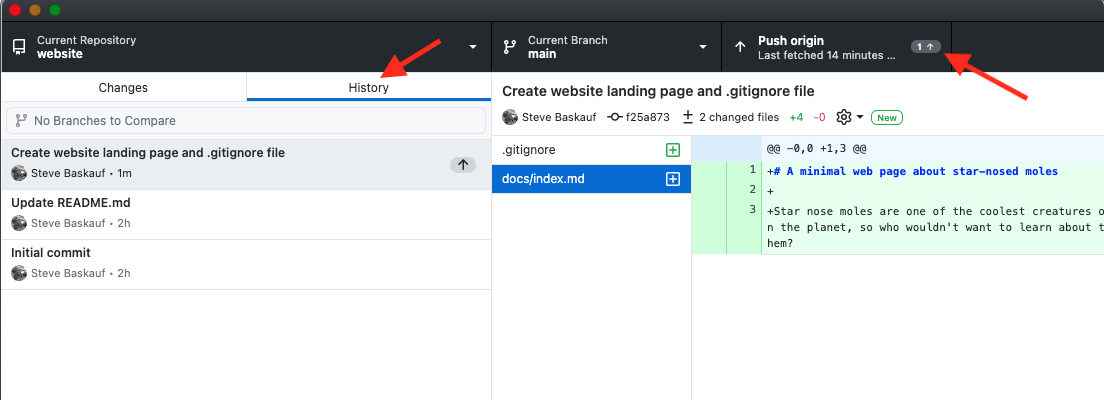 Current Repository
website
Current Branch
main
Push origin
Last fetched 14 minutes ...
1
Changes
History
No Branches to Compare
Create website landing page and .gitignore file
Steve Baskauf • 1m
Update README.md
Steve Baskauf • 2h
Initial commit
Steve Baskauf • 2h
Create website landing page and .gitignore file
Steve Baskauf f25a873 2 changed files +4 -0 New
.gitignore
docs/index.md
@@ -0,0 +1,3 @@
1 +# A minimal web page about star-nosed moles
2 +
3 +Star nose moles are one of the coolest creatures o
n the planet, so who wouldn't want to learn about t
hem?